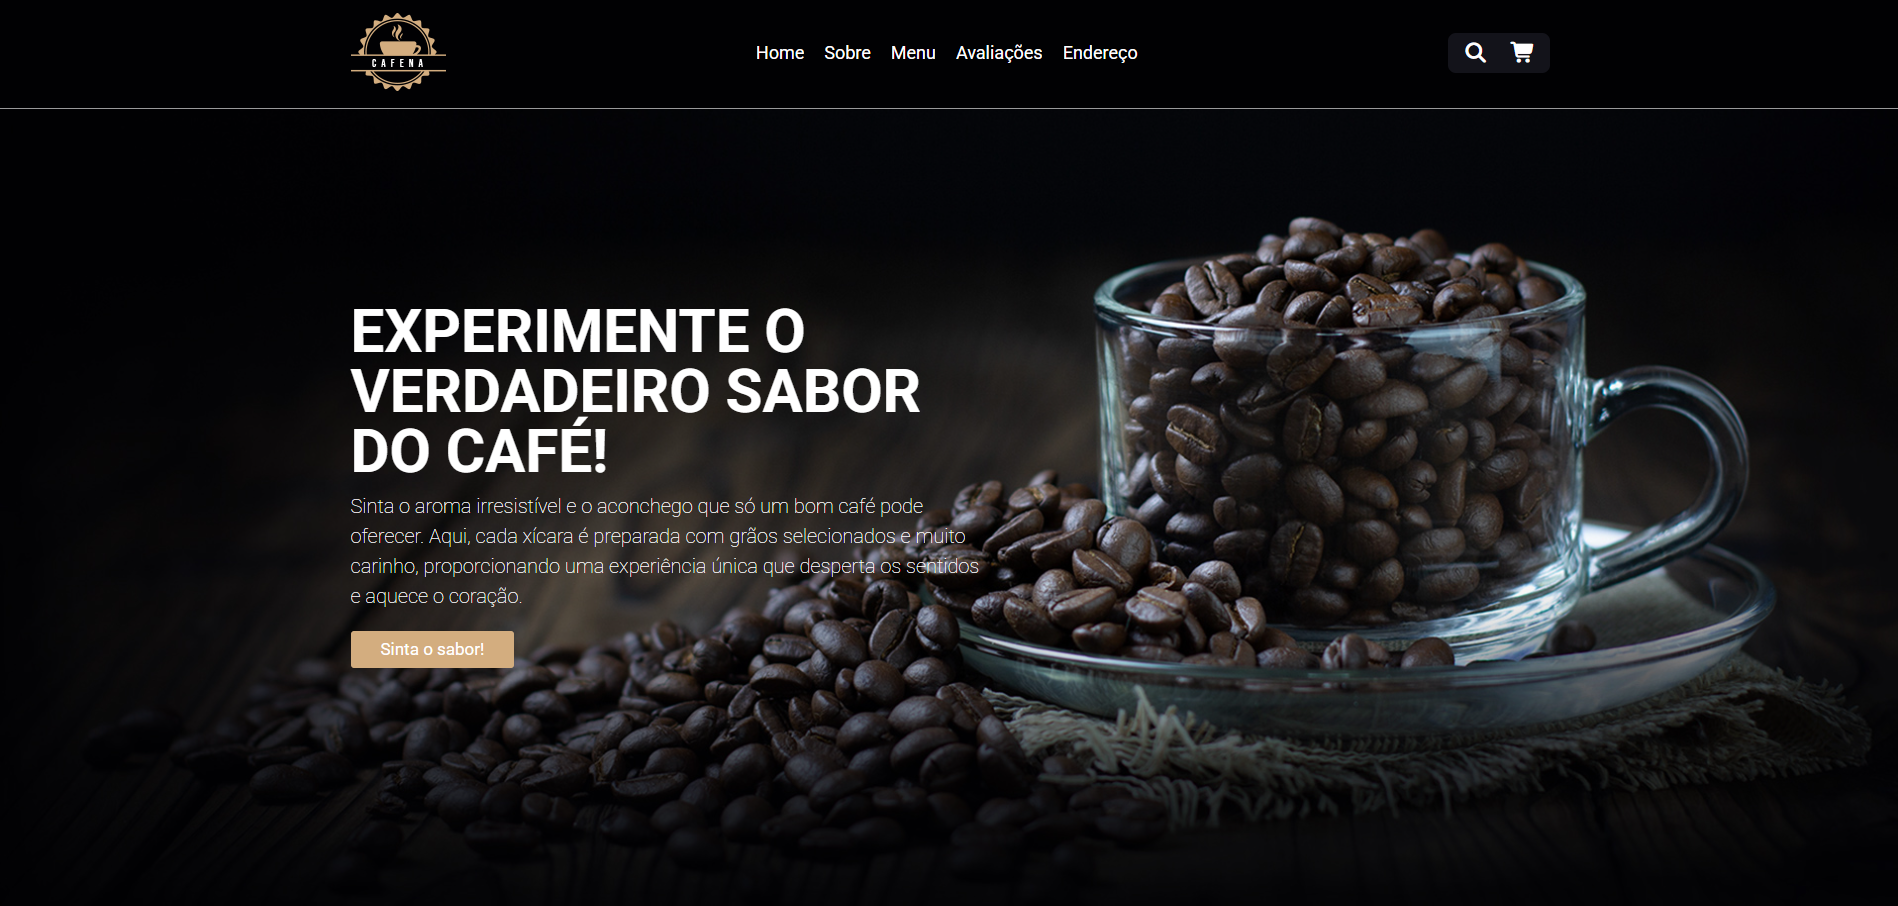 CAFENA
Home Sobre Menu Avaliações Endereço
EXPERIMENTE O
VERDADEIRO SABOR
DO CAFÉ!
Sinta o aroma irresistível e o aconchego que só um bom café pode
oferecer. Aqui, cada xícara é preparada com grãos selecionados e muito
carinho, proporcionando uma experiência única que desperta os sentidos
e aquece o coração.
Sinta o sabor!